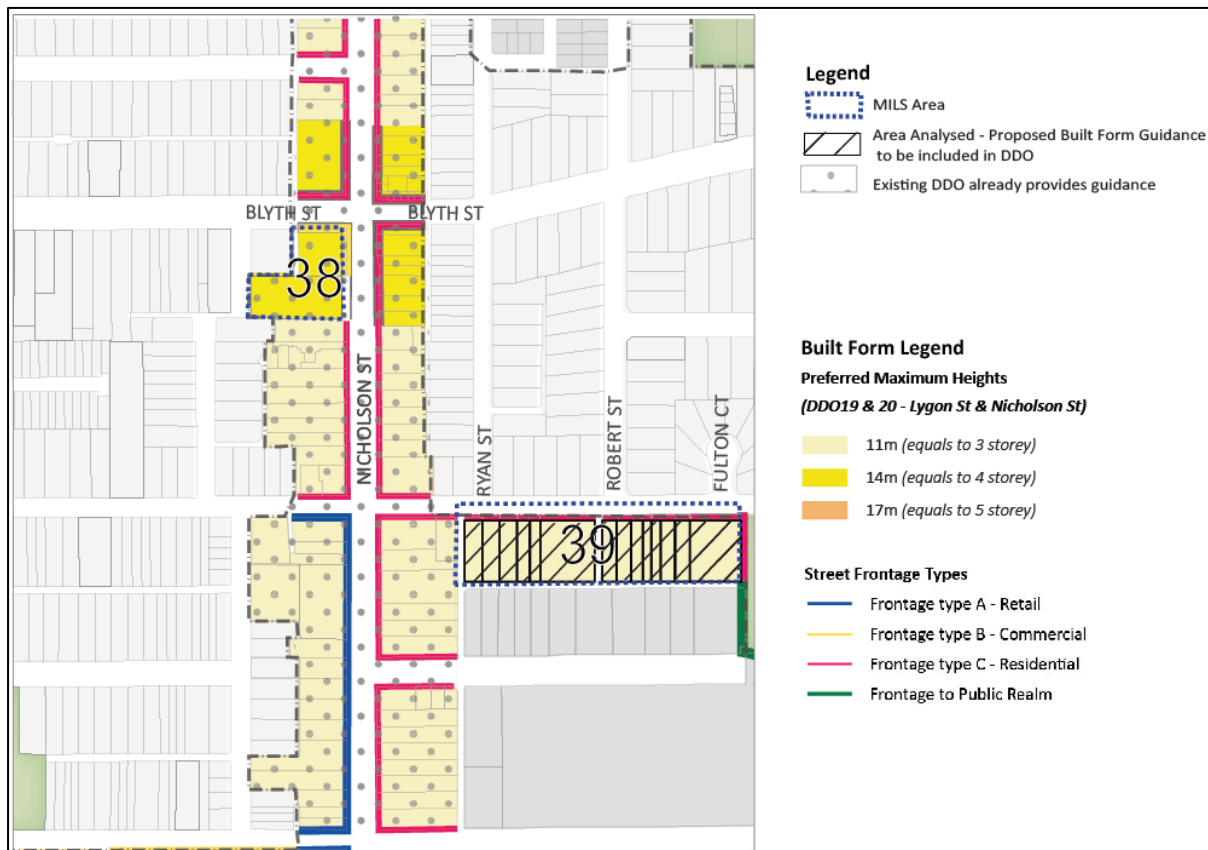 BLYTH ST
BLYTH ST
38
NICHOLSON ST
RYAN ST
ROBERT ST
FULTON CT
39
Legend
MILS Area
Area Analysed - Proposed Built Form Guidance
to be included in DDO
Existing DDO already provides guidance
Built Form Legend
Preferred Maximum Heights
(DDO19 & 20 - Lygon St & Nicholson St)
11m (equals to 3 storey)
14m (equals to 4 storey)
17m (equals to 5 storey)
Street Frontage Types
Frontage type A - Retail
Frontage type B - Commercial
Frontage type C - Residential
Frontage to Public Realm